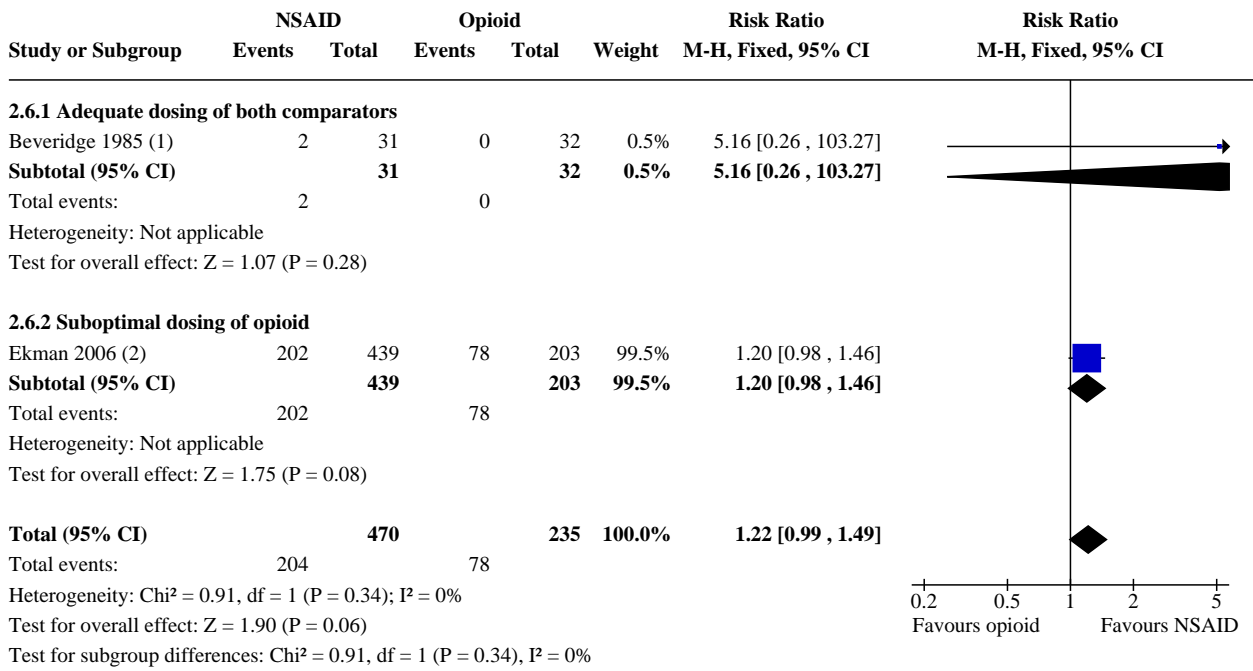 NSAID Opioid Risk Ratio Risk Ratio
Study or Subgroup Events Total Events Total Weight M-H, Fixed, 95% CI M-H, Fixed, 95% CI
2.6.1 Adequate dosing of both comparators
Beveridge 1985 (1) 2 31 0 32 0.5% 5.16 [0.26 , 103.27]
Subtotal (95% CI) 31 32 0.5% 5.16 [0.26 , 103.27]
Total events: 2 0
Heterogeneity: Not applicable
Test for overall effect: Z = 1.07 (P = 0.28)
2.6.2 Suboptimal dosing of opioid
Ekman 2006 (2) 202 439 78 203 99.5% 1.20 [0.98 , 1.46]
Subtotal (95% CI) 439 203 99.5% 1.20 [0.98 , 1.46]
Total events: 202 78
Heterogeneity: Not applicable
Test for overall effect: Z = 1.75 (P = 0.08)
Total (95% CI) 470 235 100.0% 1.22 [0.99 , 1.49]
Total events: 204 78
Heterogeneity: Chi² = 0.91, df = 1 (P = 0.34); I² = 0%
Test for overall effect: Z = 1.90 (P = 0.06)
Test for subgroup differences: Chi² = 0.91, df = 1 (P = 0.34), I² = 0%
0.2 0.5 1 2 5
Favours opioid Favours NSAID